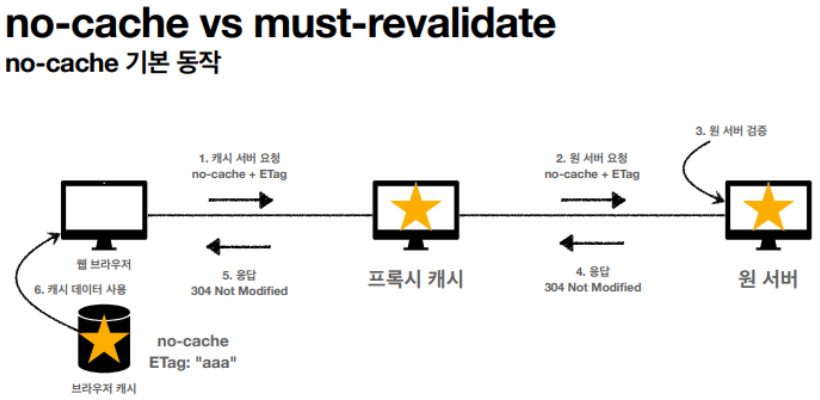 no-cache vs must-revalidate
no-cache 기본 동작
3. 원 서버 검증
1. 캐시 서버 요청
no-cache + ETag
2. 원 서버 요청
no-cache + ETag
웹 브라우저
5. 응답
304 Not Modified
프록시 캐시
4. 응답
304 Not Modified
원 서버
6. 캐시 데이터 사용
no-cache
ETag: "aaa"
브라우저 캐시